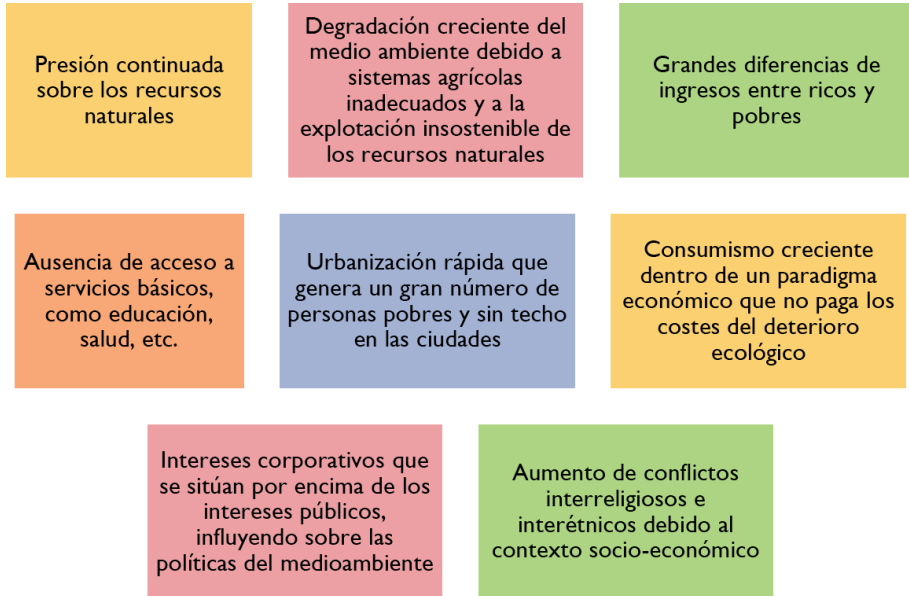 Presión continuada
sobre los recursos
naturales
Degradación creciente del
medio ambiente debido a
sistemas agrícolas
inadecuados y a la
explotación insostenible de
los recursos naturales
Grandes diferencias de
ingresos entre ricos y
pobres
Ausencia de acceso a
servicios básicos,
como educación,
salud, etc.
Urbanización rápida que
genera un gran número de
personas pobres y sin techo
en las ciudades
Consumismo creciente
dentro de un paradigma
económico que no paga los
costes del deterioro
ecológico
Intereses corporativos que
se sitúan por encima de los
intereses públicos,
influyendo sobre las
políticas del medioambiente
Aumento de conflictos
interreligiosos e
interétnicos debido al
contexto socio-económico